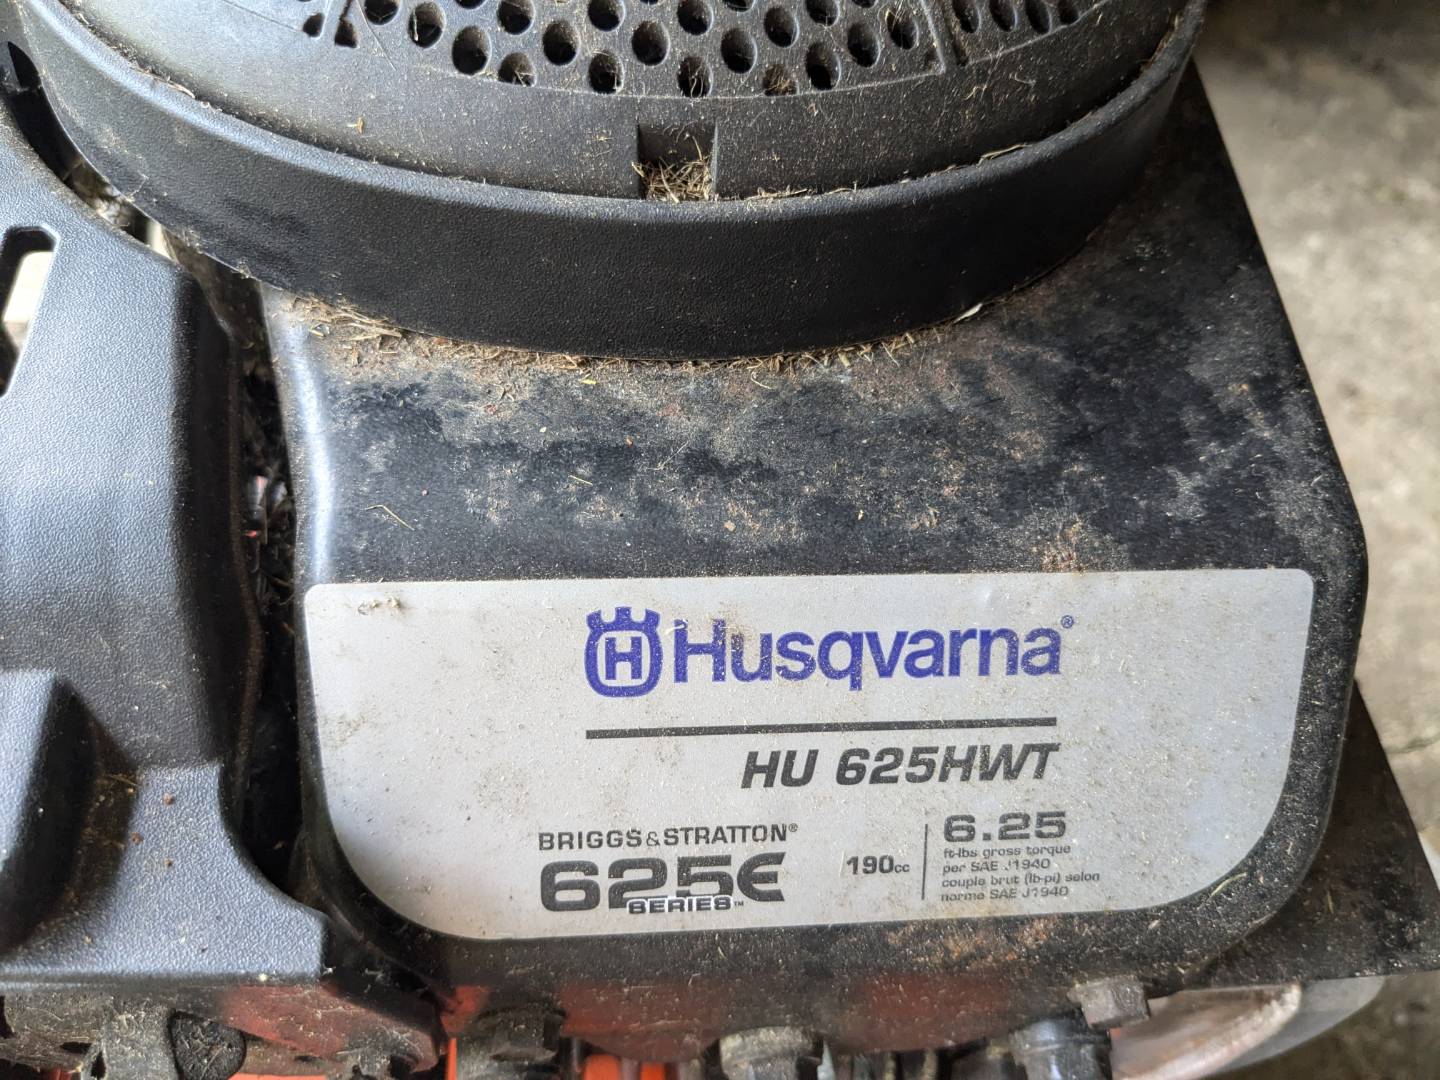 H Husqvarna®
HU 625HWT
BRIGGS&STRATTON®
625E
SERIES™
190cc
6.25
ft-lbs gross torque
per SAE J1940
couple brut (lb-pi) selon
norme SAE J1940